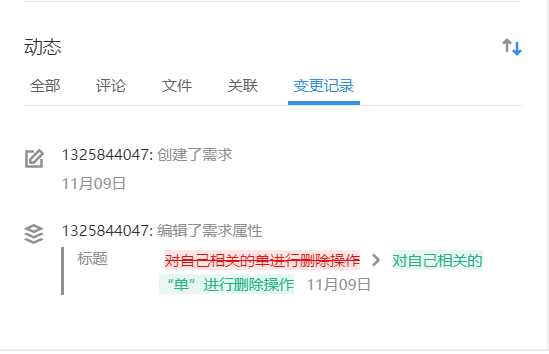 动态
全部 评论 文件 关联 变更记录
1325844047: 创建了需求
11月09日
1325844047: 编辑了需求属性
标题 对自己相关的单进行删除操作 > 对自己相关的
“单”进行删除操作 11月09日